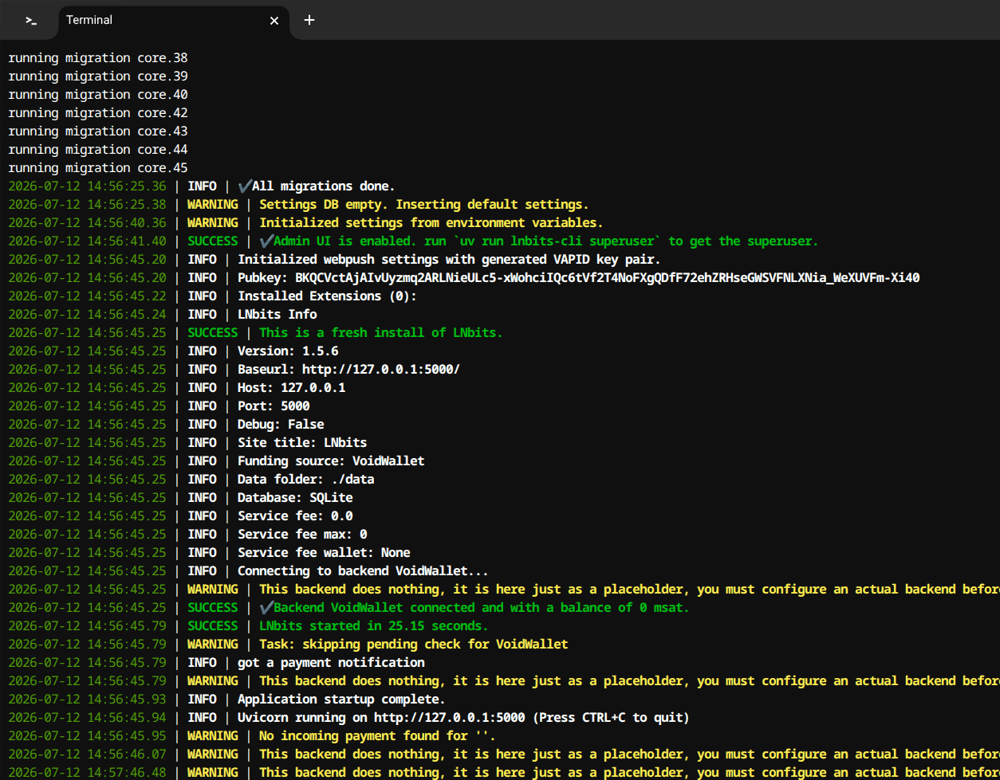 >_ Terminal × +
running migration core.38
running migration core.39
running migration core.40
running migration core.42
running migration core.43
running migration core.44
running migration core.45
2026-07-12 14:56:25.36 | INFO | ✔️All migrations done.
2026-07-12 14:56:25.38 | WARNING | Settings DB empty. Inserting default settings.
2026-07-12 14:56:40.36 | WARNING | Initialized settings from environment variables.
2026-07-12 14:56:41.40 | SUCCESS | ✔️Admin UI is enabled. run `uv run lnbits-cli superuser` to get the superuser.
2026-07-12 14:56:45.20 | INFO | Initialized webpush settings with generated VAPID key pair.
2026-07-12 14:56:45.20 | INFO | Pubkey: BKQCVctAjAIvUyzmq2ARLNieULc5-xWohciIQc6tVf2T4NoFXgQDfF72ehZRHseGWSVFNLXNia_WeXUVFm-Xi40
2026-07-12 14:56:45.22 | INFO | Installed Extensions (0):
2026-07-12 14:56:45.24 | INFO | LNbits Info
2026-07-12 14:56:45.25 | SUCCESS | This is a fresh install of LNbits.
2026-07-12 14:56:45.25 | INFO | Version: 1.5.6
2026-07-12 14:56:45.25 | INFO | Baseurl: http://127.0.0.1:5000/
2026-07-12 14:56:45.25 | INFO | Host: 127.0.0.1
2026-07-12 14:56:45.25 | INFO | Port: 5000
2026-07-12 14:56:45.25 | INFO | Debug: False
2026-07-12 14:56:45.25 | INFO | Site title: LNbits
2026-07-12 14:56:45.25 | INFO | Funding source: VoidWallet
2026-07-12 14:56:45.25 | INFO | Data folder: ./data
2026-07-12 14:56:45.25 | INFO | Database: SQLite
2026-07-12 14:56:45.25 | INFO | Service fee: 0.0
2026-07-12 14:56:45.25 | INFO | Service fee max: 0
2026-07-12 14:56:45.25 | INFO | Service fee wallet: None
2026-07-12 14:56:45.25 | INFO | Connecting to backend VoidWallet...
2026-07-12 14:56:45.25 | WARNING | This backend does nothing, it is here just as a placeholder, you must configure an actual backend befor
2026-07-12 14:56:45.25 | SUCCESS | ✔️Backend VoidWallet connected and with a balance of 0 msat.
2026-07-12 14:56:45.79 | SUCCESS | LNbits started in 25.15 seconds.
2026-07-12 14:56:45.79 | WARNING | Task: skipping pending check for VoidWallet
2026-07-12 14:56:45.79 | INFO | got a payment notification
2026-07-12 14:56:45.79 | WARNING | This backend does nothing, it is here just as a placeholder, you must configure an actual backend befor
2026-07-12 14:56:45.93 | INFO | Application startup complete.
2026-07-12 14:56:45.94 | INFO | Uvicorn running on http://127.0.0.1:5000 (Press CTRL+C to quit)
2026-07-12 14:56:45.95 | WARNING | No incoming payment found for ''.
2026-07-12 14:56:46.07 | WARNING | This backend does nothing, it is here just as a placeholder, you must configure an actual backend befor
2026-07-12 14:57:46.48 | WARNING | This backend does nothing, it is here just as a placeholder, you must configure an actual backend befor